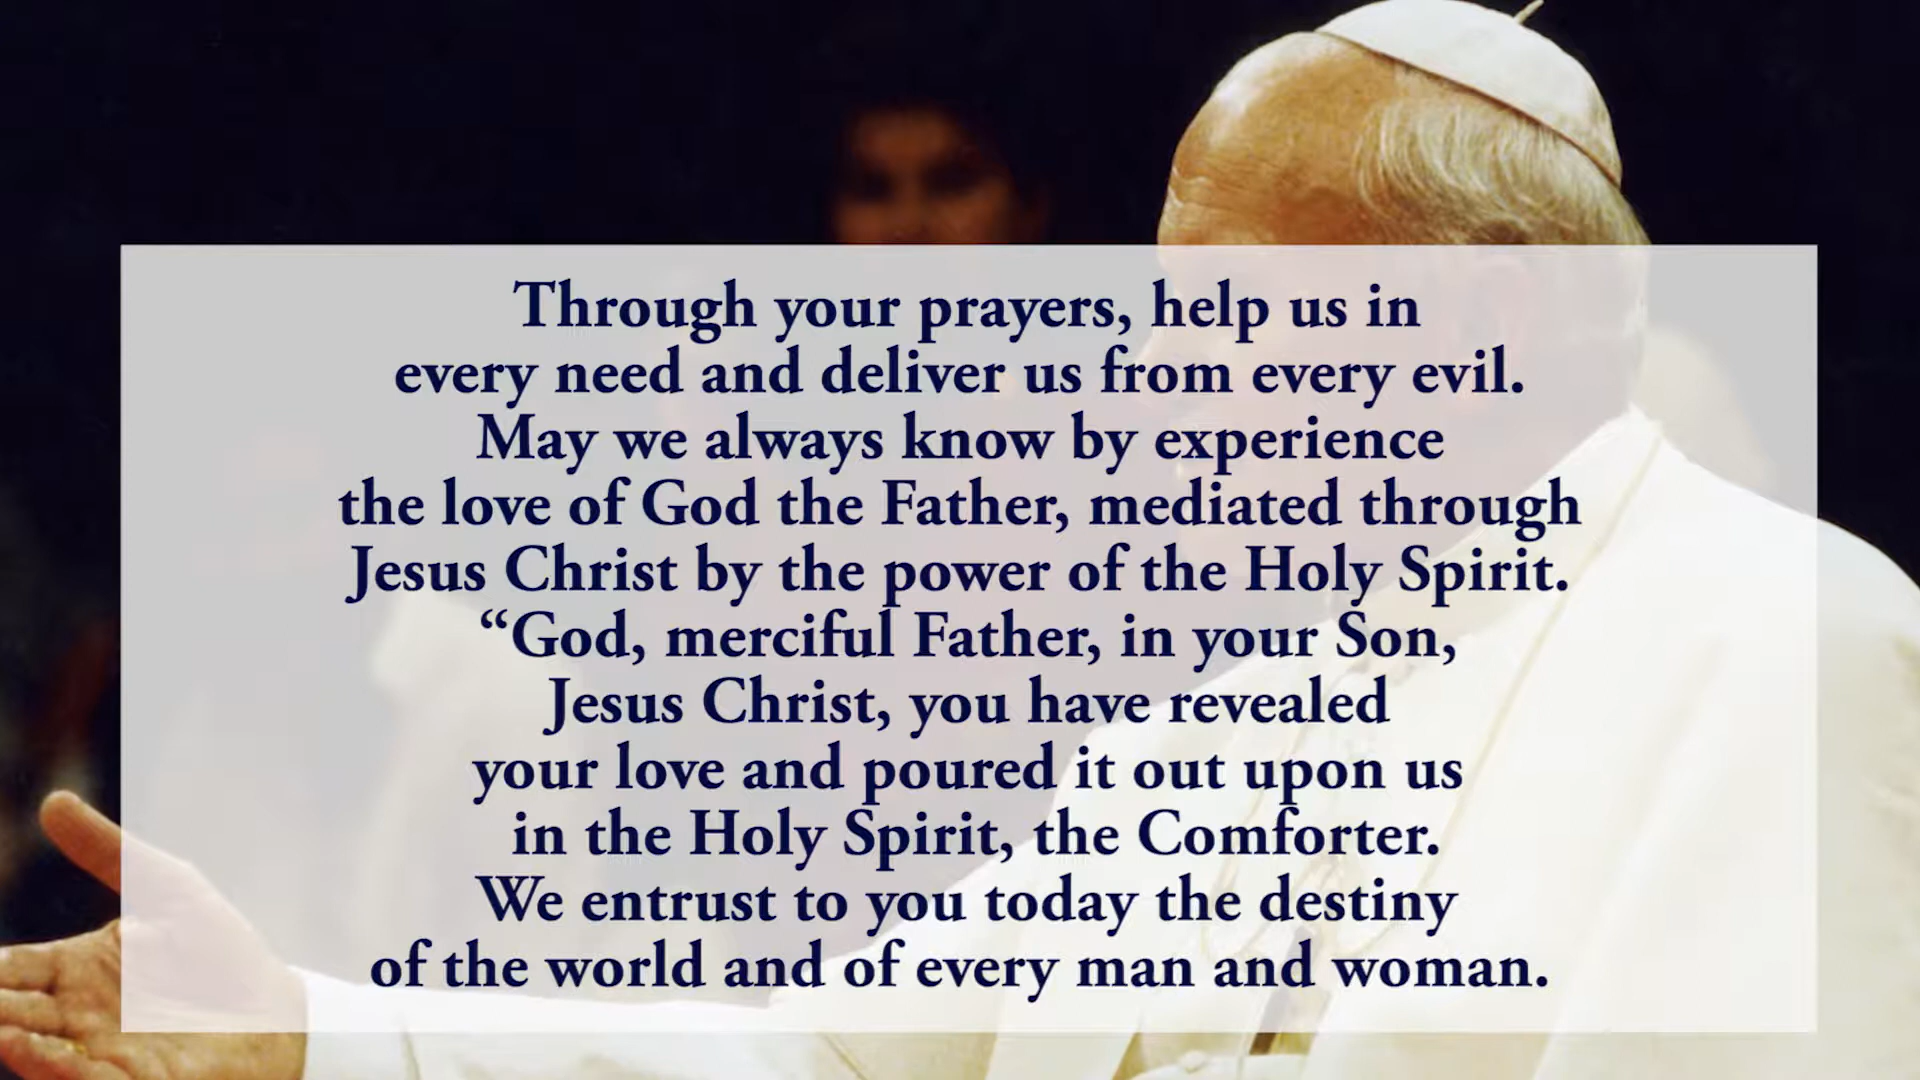 Through your prayers, help us in
every need and deliver us from every evil.
May we always know by experience
the love of God the Father, mediated through
Jesus Christ by the power of the Holy Spirit.
“God, merciful Father, in your Son,
Jesus Christ, you have revealed
your love and poured it out upon us
in the Holy Spirit, the Comforter.
We entrust to you today the destiny
of the world and of every man and woman.